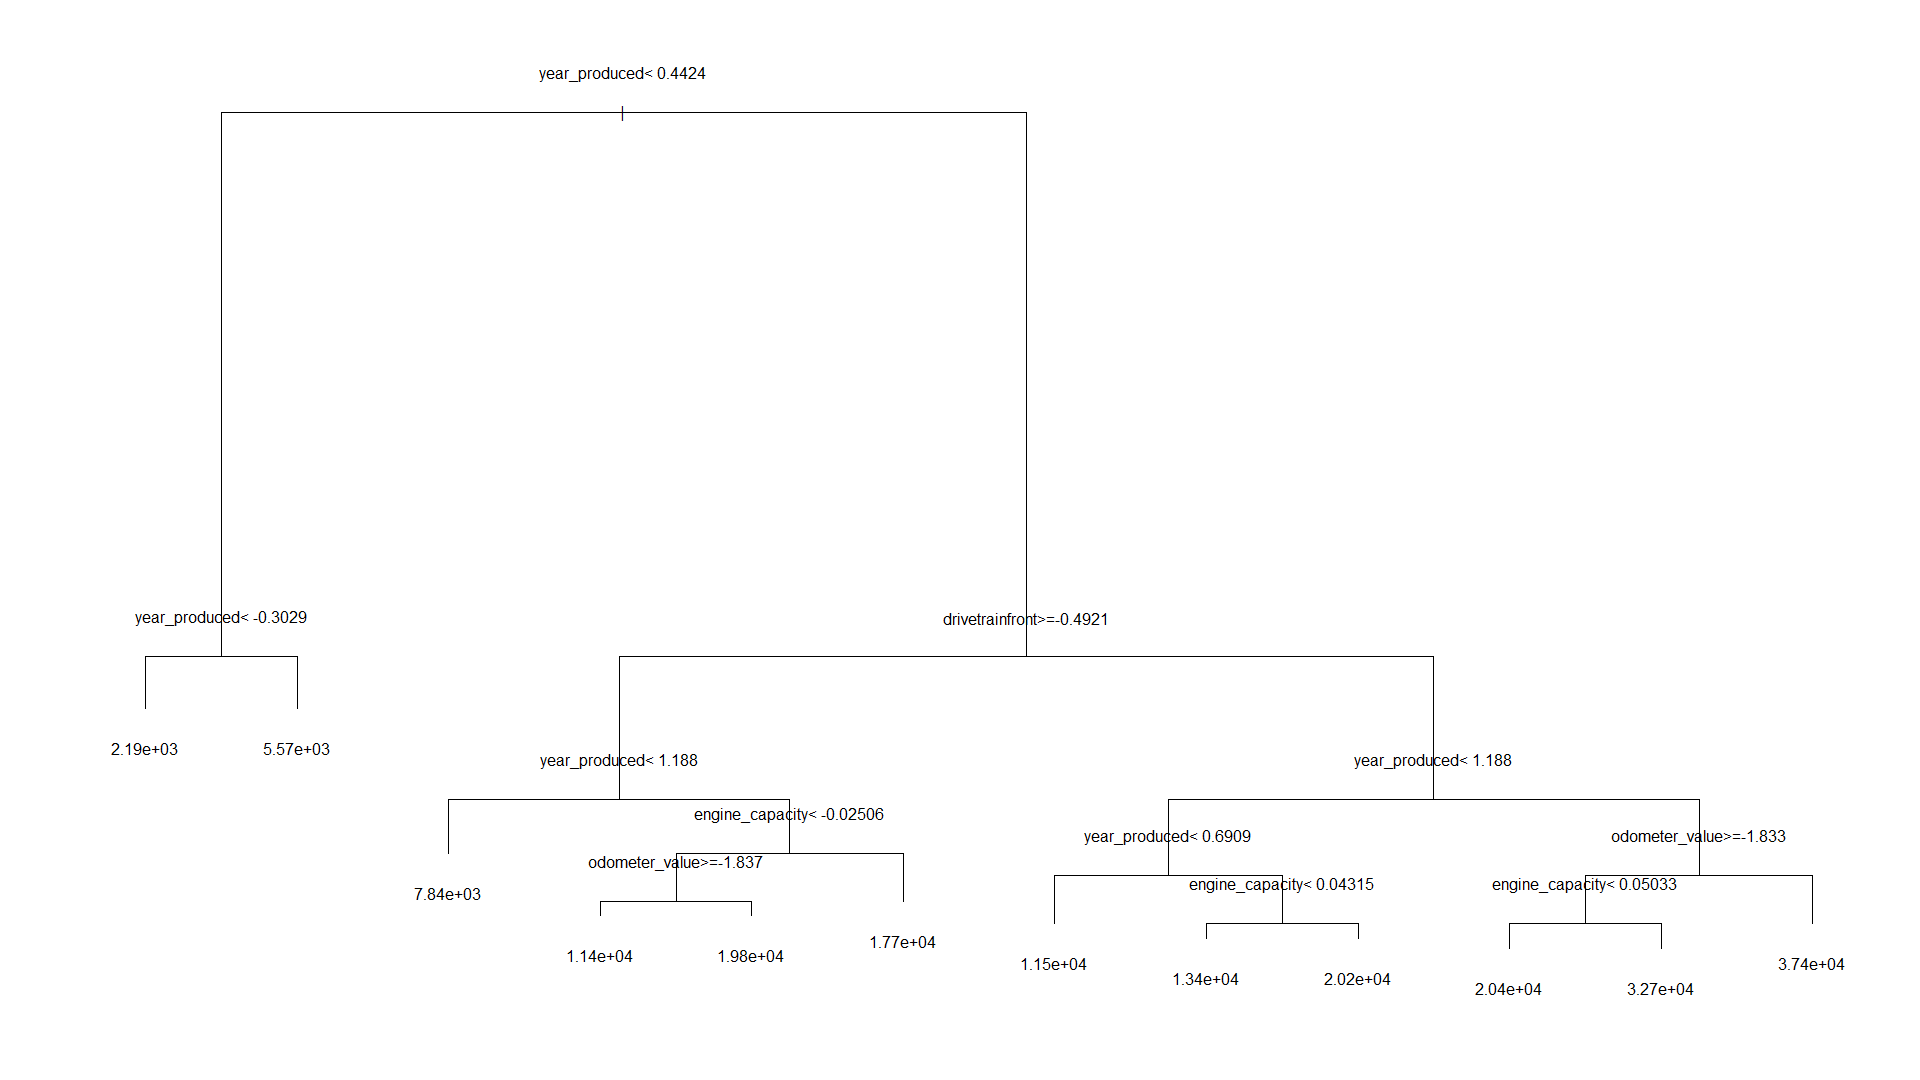 year_produced< 0.4424
year_produced< -0.3029
drivetrainfront>=-0.4921
2.19e+03
5.57e+03
year_produced< 1.188
year_produced< 1.188
engine_capacity< -0.02506
year_produced< 0.6909
odometer_value>=-1.833
odometer_value>=-1.837
engine_capacity< 0.04315
engine_capacity< 0.05033
7.84e+03
1.14e+04
1.98e+04
1.77e+04
1.15e+04
1.34e+04
2.02e+04
2.04e+04
3.27e+04
3.74e+04